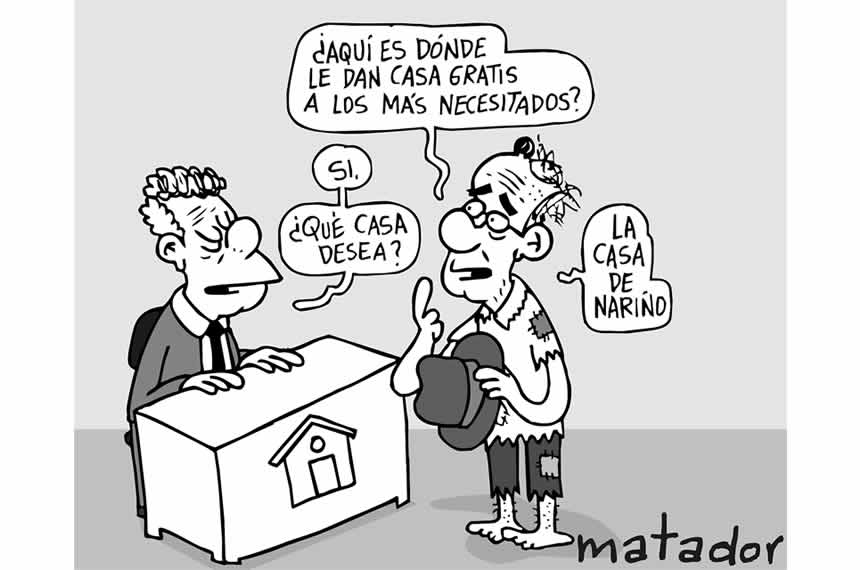 ¿AQUÍ ES DÓNDE
LE DAN CASA GRATIS
A LOS MÁS NECESITADOS?
SI.
¿QUÉ CASA
DESEA?
LA
CASA
DE
NARIÑO
matador